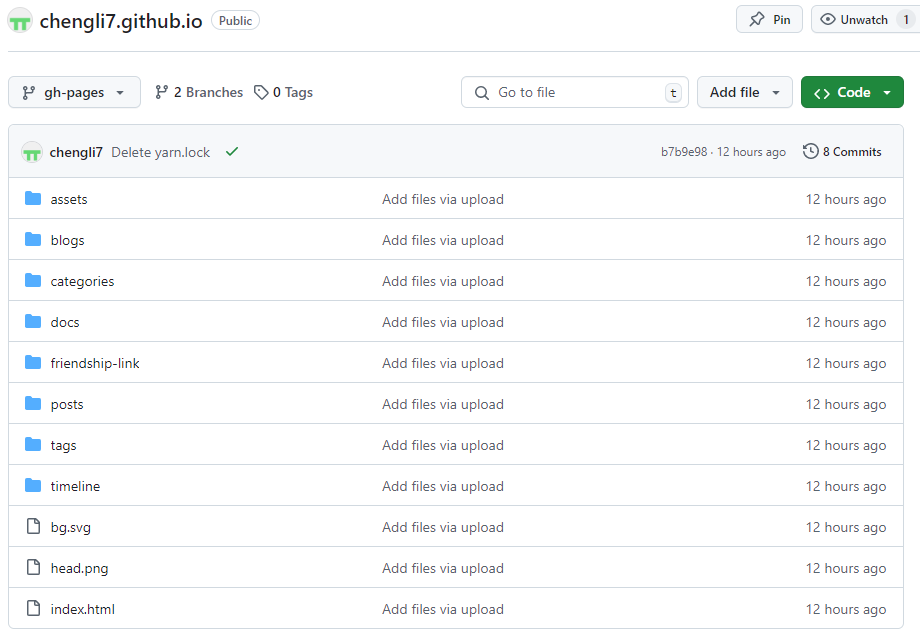 chengli7.github.io Public Pin Unwatch 1
gh-pages 2 Branches 0 Tags Go to file t Add file Code
chengli7 Delete yarn.lock b7b9e98 · 12 hours ago 8 Commits
assets Add files via upload 12 hours ago
blogs Add files via upload 12 hours ago
categories Add files via upload 12 hours ago
docs Add files via upload 12 hours ago
friendship-link Add files via upload 12 hours ago
posts Add files via upload 12 hours ago
tags Add files via upload 12 hours ago
timeline Add files via upload 12 hours ago
bg.svg Add files via upload 12 hours ago
head.png Add files via upload 12 hours ago
index.html Add files via upload 12 hours ago